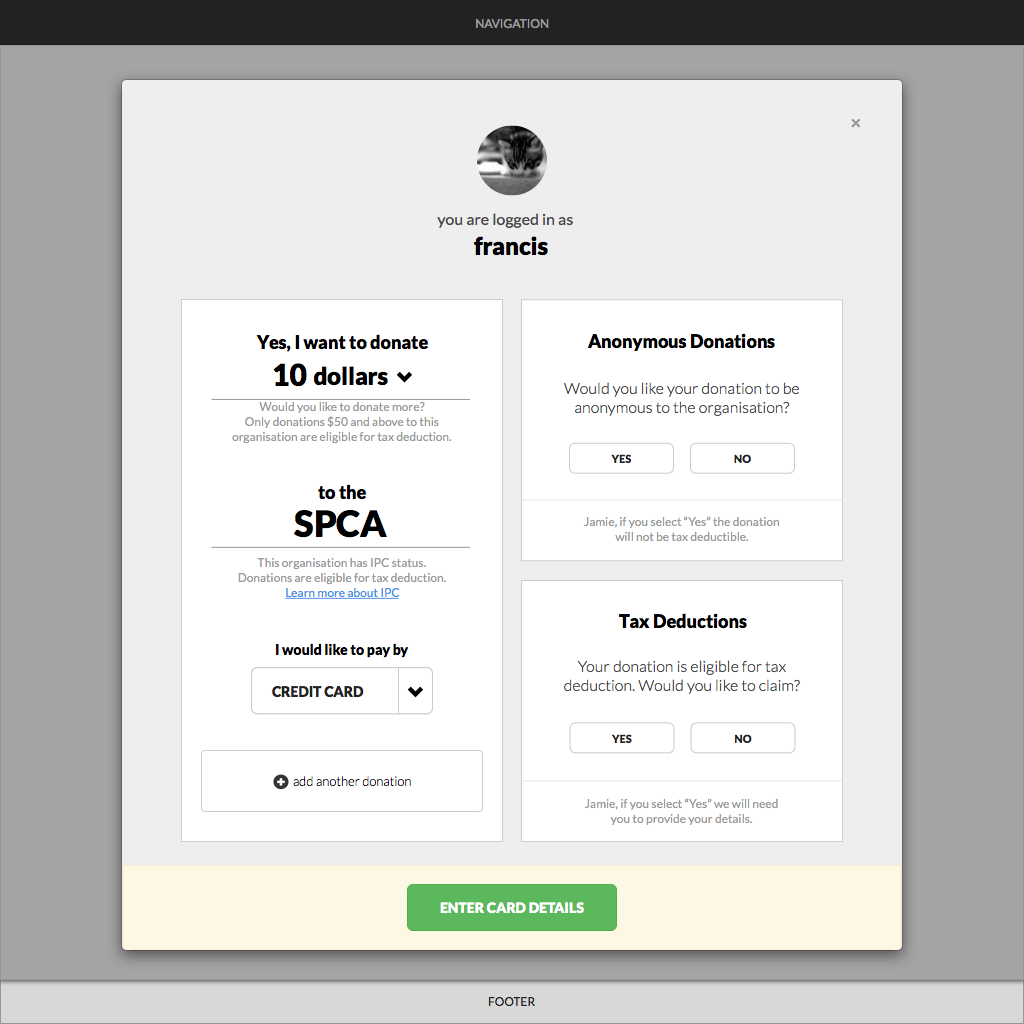 NAVIGATION
×
you are logged in as
francis
Yes, I want to donate
10 dollars
Would you like to donate more?
Only donations $50 and above to this
organisation are eligible for tax deduction.
to the
SPCA
This organisation has IPC status.
Donations are eligible for tax deduction.
Learn more about IPC
I would like to pay by
CREDIT CARD
add another donation
Anonymous Donations
Would you like your donation to be
anonymous to the organisation?
YES NO
Jamie, if you select “Yes” the donation
will not be tax deductible.
Tax Deductions
Your donation is eligible for tax
deduction. Would you like to claim?
YES NO
Jamie, if you select “Yes” we will need
you to provide your details.
ENTER CARD DETAILS
FOOTER